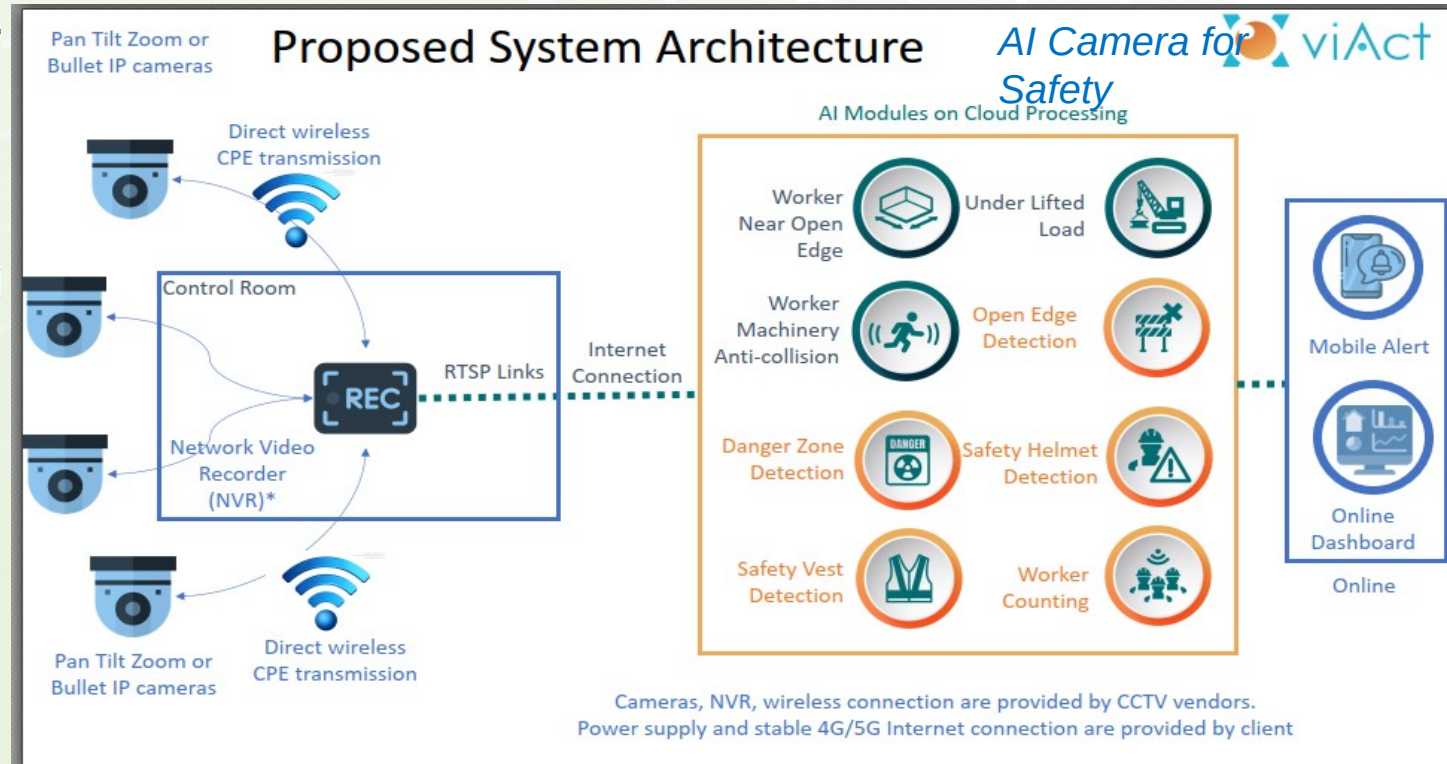 Pan Tilt Zoom or
Bullet IP cameras
Proposed System Architecture
AI Camera for
Safety
viAct
AI Modules on Cloud Processing
Direct wireless
CPE transmission
Control Room
REC
RTSP Links
Network Video
Recorder
(NVR)*
Internet
Connection
Worker
Near Open
Edge
Under Lifted
Load
Worker
Machinery
Anti-collision
Open Edge
Detection
Danger Zone
Detection
DANGER
Safety Helmet
Detection
Safety Vest
Detection
Worker
Counting
Mobile Alert
Online
Dashboard
Online
Direct wireless
CPE transmission
Pan Tilt Zoom or
Bullet IP cameras
Cameras, NVR, wireless connection are provided by CCTV vendors.
Power supply and stable 4G/5G Internet connection are provided by client